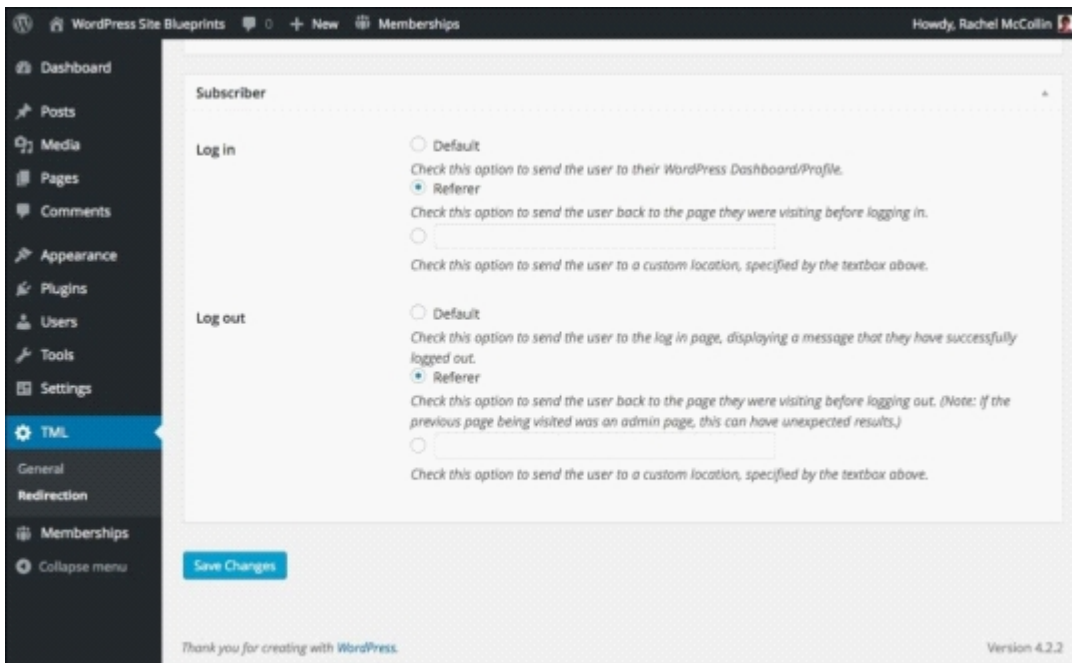 WordPress Site Blueprints 0 + New Memberships Howdy, Rachel McCollin
Dashboard
Posts
Media
Pages
Comments
Appearance
Plugins
Users
Tools
Settings
TML
General
Redirection
Memberships
Collapse menu
Subscriber
Log in
Default
Check this option to send the user to their WordPress Dashboard/Profile.
Referer
Check this option to send the user back to the page they were visiting before logging in.
Check this option to send the user to a custom location, specified by the textbox above.
Log out
Default
Check this option to send the user to the log in page, displaying a message that they have successfully
logged out.
Referer
Check this option to send the user back to the page they were visiting before logging out. (Note: If the
previous page being visited was an admin page, this can have unexpected results.)
Check this option to send the user to a custom location, specified by the textbox above.
Save Changes
Thank you for creating with WordPress.
Version 4.2.2